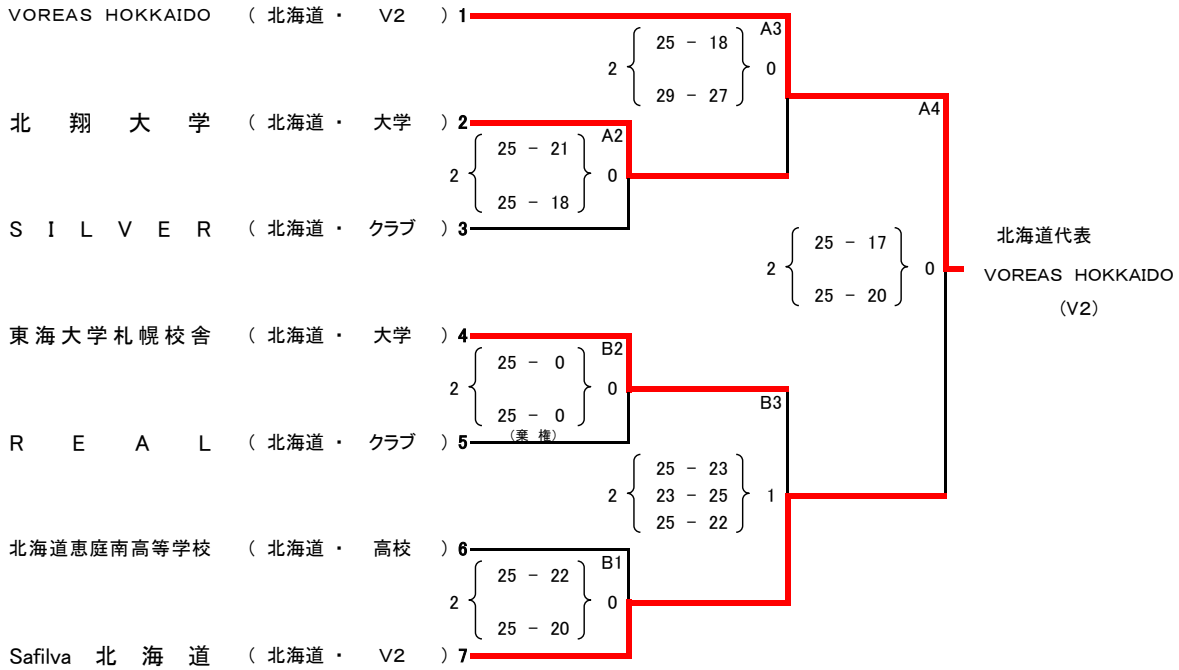 VOREAS HOKKAIDO （ 北海道 ・ V2 ） 1
A3
25 － 18
2 0
29 － 27
A4
北 翔 大 学 （ 北海道 ・ 大学 ） 2
A2
25 － 21
2 0
25 － 18
S I L V E R （ 北海道 ・ クラブ ） 3
25 － 17
2 0
25 － 20
北海道代表
VOREAS HOKKAIDO
（V2）
東海大学札幌校舎 （ 北海道 ・ 大学 ） 4
B2
25 － 0
2 0
25 － 0
（棄 権）
B3
R E A L （ 北海道 ・ クラブ ） 5
25 － 23
2 23 － 25 1
25 － 22
北海道恵庭南高等学校 （ 北海道 ・ 高校 ） 6
B1
25 － 22
2 0
25 － 20
Safilva 北 海 道 （ 北海道 ・ V2 ） 7